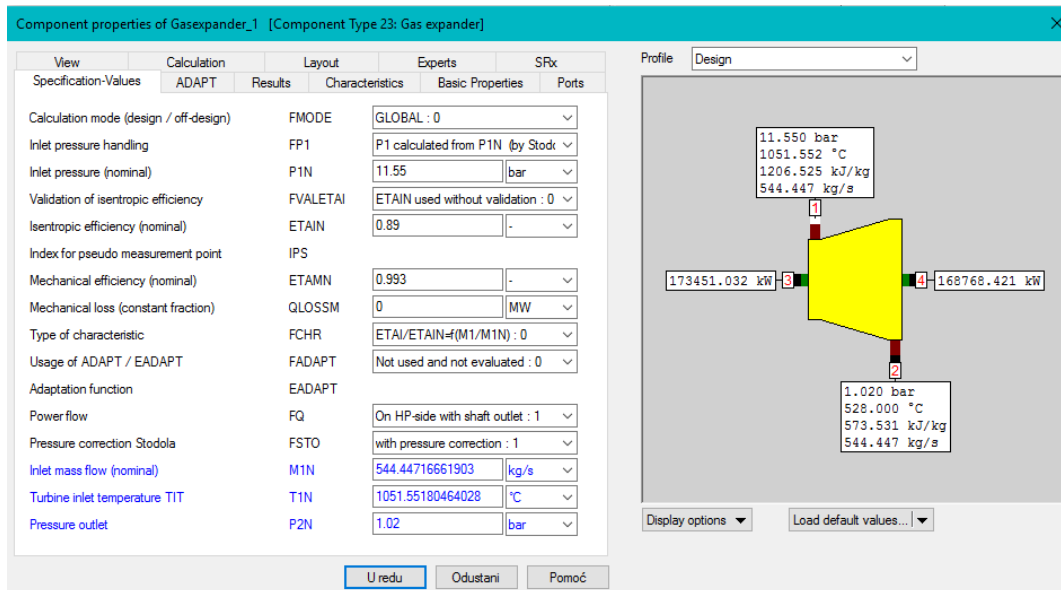 Component properties of Gasexpander_1 [Component Type 23: Gas expander]
View Calculation Layout Experts SRx
Specification-Values ADAPT Results Characteristics Basic Properties Ports
Calculation mode (design / off-design) FMODE GLOBAL : 0
Inlet pressure handling FP1 P1 calculated from P1N (by Stodo
Inlet pressure (nominal) P1N 11.55 bar
Validation of isentropic efficiency FVALETAI ETAIN used without validation : 0
Isentropic efficiency (nominal) ETAIN 0.89 -
Index for pseudo measurement point IPS
Mechanical efficiency (nominal) ETAMN 0.993 -
Mechanical loss (constant fraction) QLOSSM 0 MW
Type of characteristic FCHR ETAI/ETAIN=f(M1/M1N) : 0
Usage of ADAPT / EADAPT FADAPT Not used and not evaluated : 0
Adaptation function EADAPT
Power flow FQ On HP-side with shaft outlet : 1
Pressure correction Stodola FSTO with pressure correction : 1
Inlet mass flow (nominal) M1N 544.44716661903 kg/s
Turbine inlet temperature TIT T1N 1051.55180464028 °C
Pressure outlet P2N 1.02 bar
U redu Odustani Pomoć
Profile Design
11.550 bar
1051.552 °C
1206.525 kJ/kg
544.447 kg/s
1
173451.032 kW 3 4 168768.421 kW
2
1.020 bar
528.000 °C
573.531 kJ/kg
544.447 kg/s
Display options Load default values...